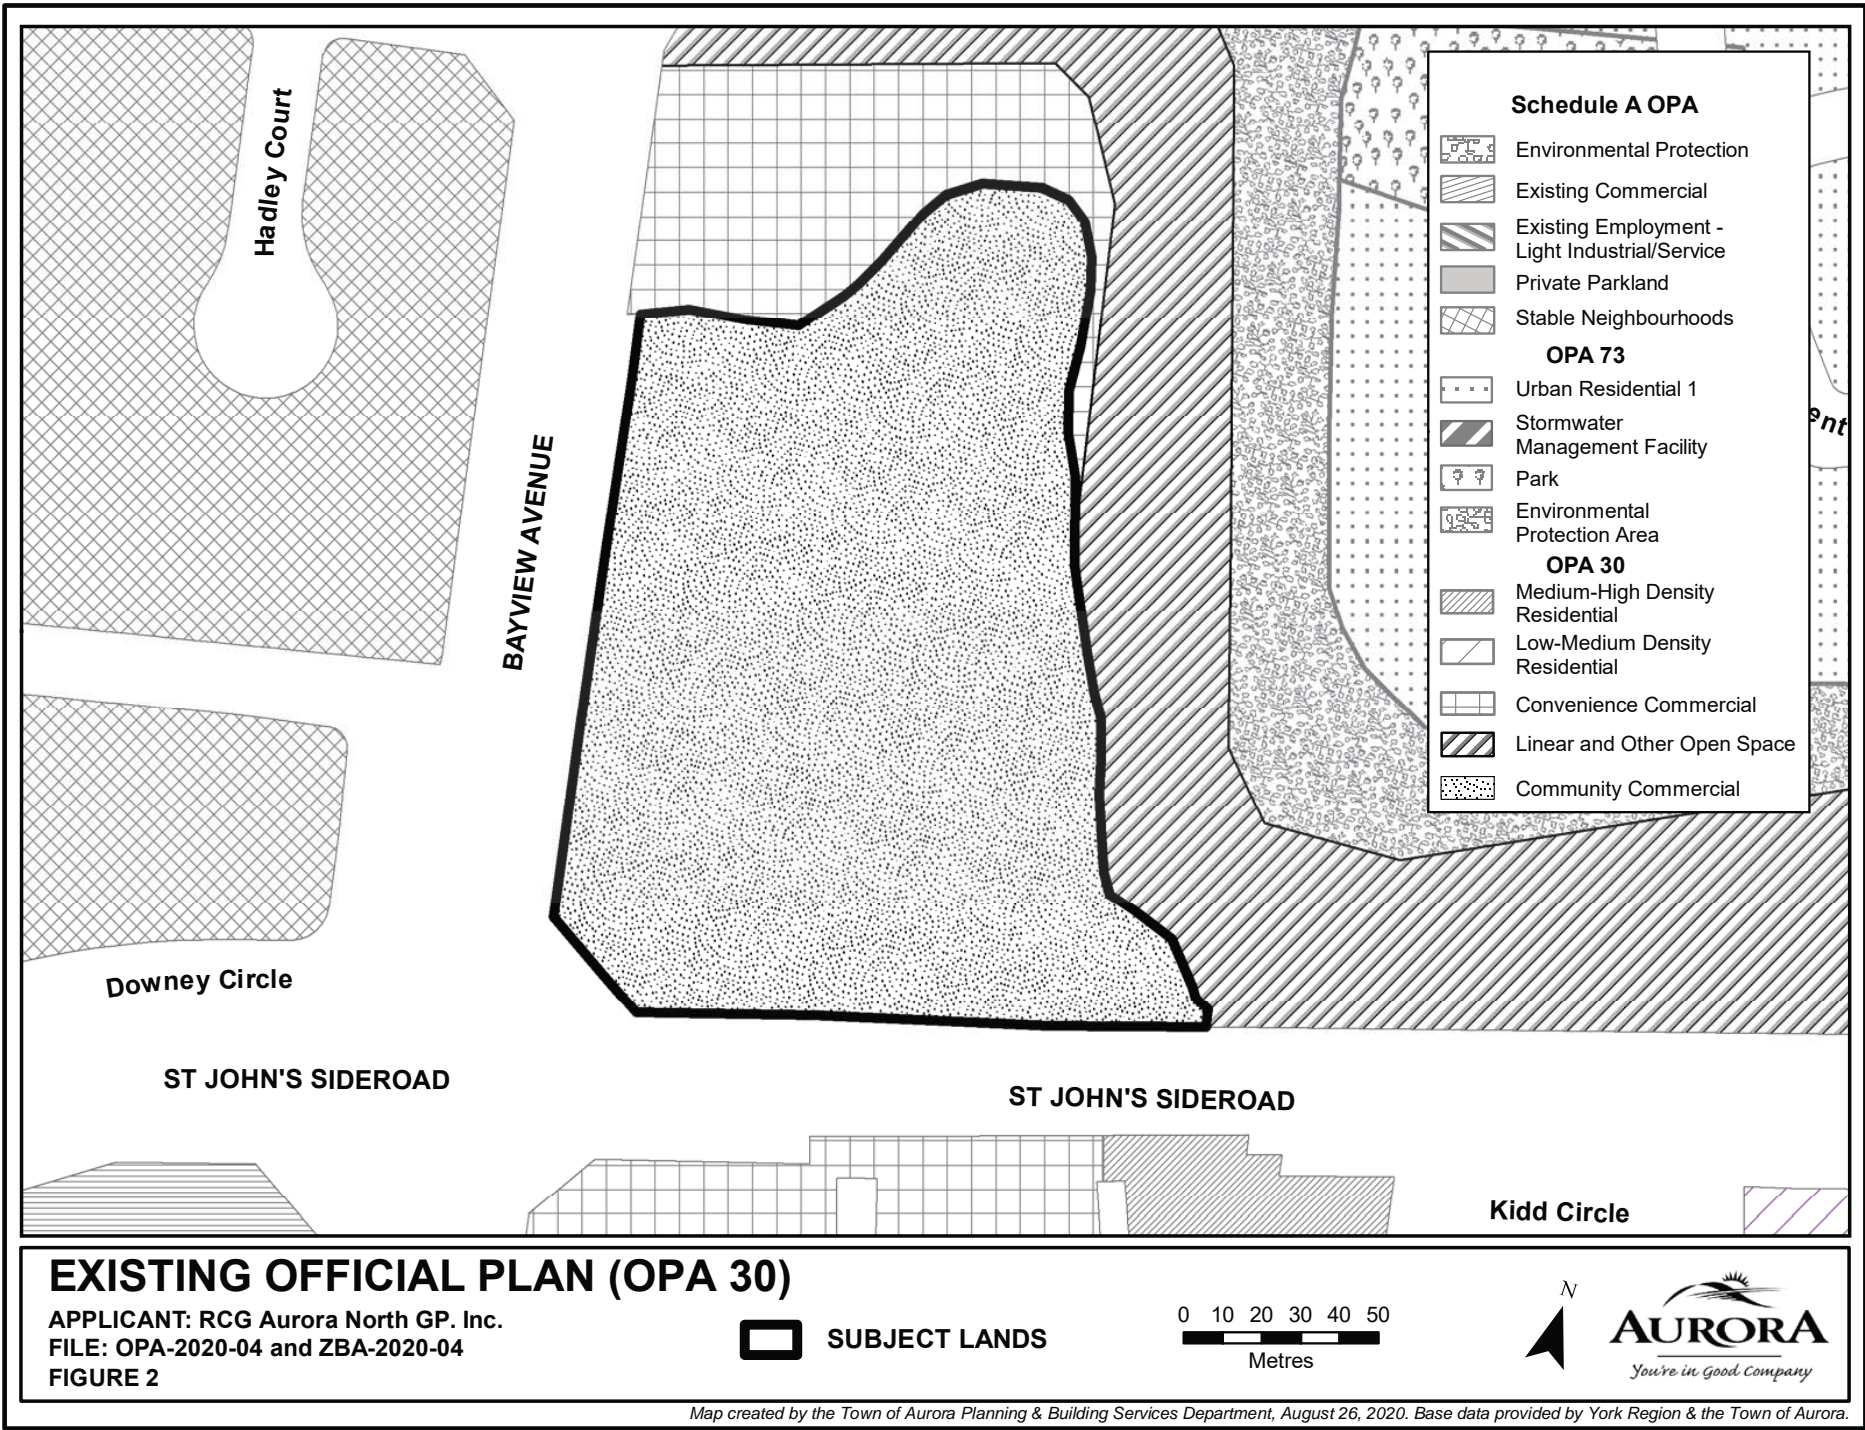 Hadley Court
BAYVIEW AVENUE
Downey Circle
ST JOHN'S SIDEROAD
ST JOHN'S SIDEROAD
Kidd Circle
ent
Schedule A OPA
Environmental Protection
Existing Commercial
Existing Employment -
Light Industrial/Service
Private Parkland
Stable Neighbourhoods
OPA 73
Urban Residential 1
Stormwater
Management Facility
Park
Environmental
Protection Area
OPA 30
Medium-High Density
Residential
Low-Medium Density
Residential
Convenience Commercial
Linear and Other Open Space
Community Commercial
EXISTING OFFICIAL PLAN (OPA 30)
APPLICANT: RCG Aurora North GP. Inc.
FILE: OPA-2020-04 and ZBA-2020-04
FIGURE 2
SUBJECT LANDS
0 10 20 30 40 50
Metres
N
AURORA
You're in Good Company
Map created by the Town of Aurora Planning & Building Services Department, August 26, 2020. Base data provided by York Region & the Town of Aurora.